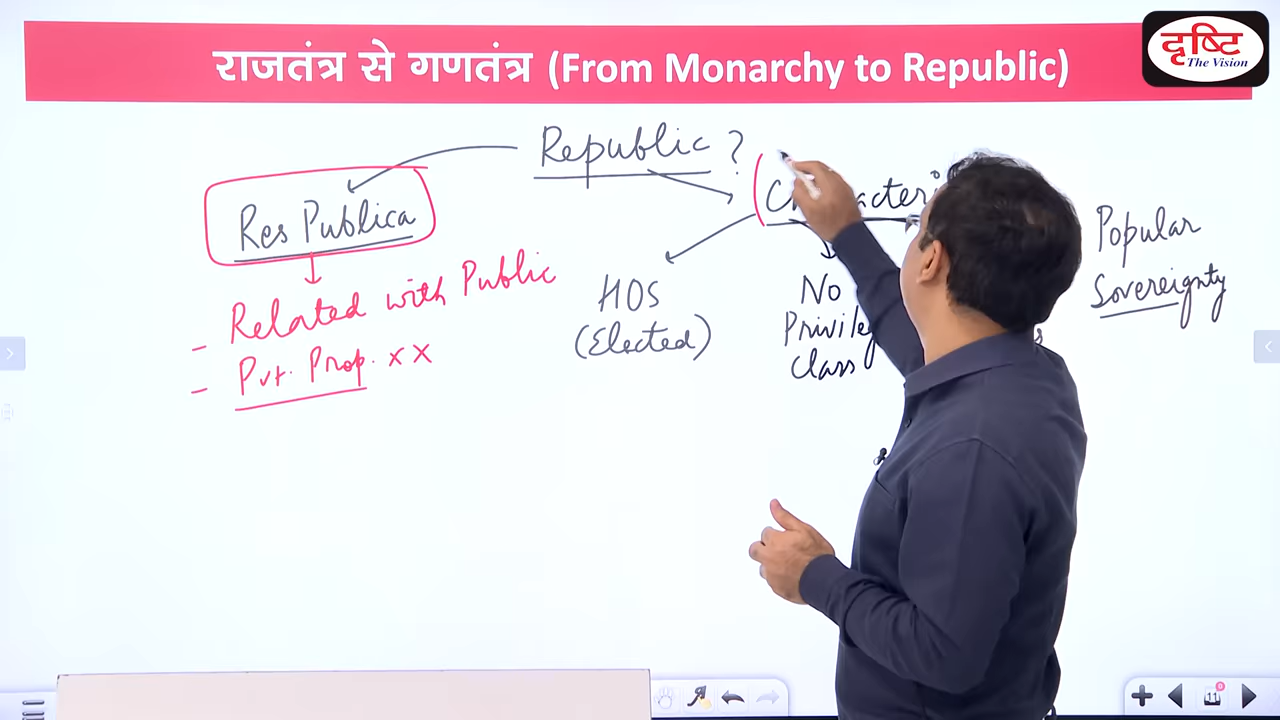 राजतंत्र से गणतंत्र (From Monarchy to Republic)
दृष्टि
The Vision
Republic ?
Res Publica
- Related with Public
- Pvt. Prop. x x
HOS
(Elected)
No
Class
Popular
Sovereignty